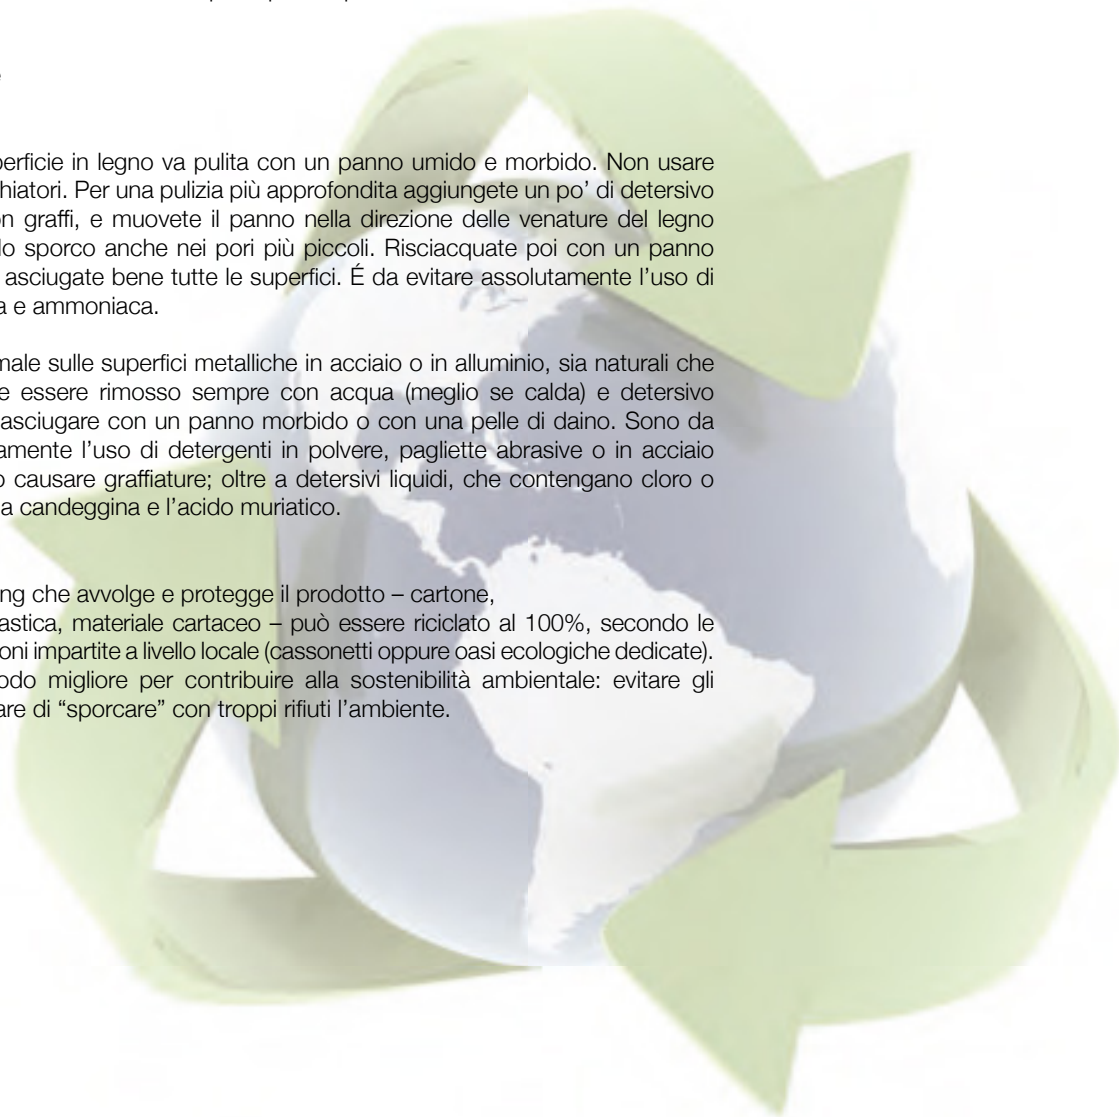 e
perficie in legno va pulita con un panno umido e morbido. Non usare
hiatori. Per una pulizia più approfondita aggiungete un po’ di detersivo
on graffi, e muovete il panno nella direzione delle venature del legno
lo sporco anche nei pori più piccoli. Risciacquate poi con un panno
asciugate bene tutte le superfici. É da evitare assolutamente l’uso di
a e ammoniaca.
male sulle superfici metalliche in acciaio o in alluminio, sia naturali che
e essere rimosso sempre con acqua (meglio se calda) e detersivo
asciugare con un panno morbido o con una pelle di daino. Sono da
amente l’uso di detergenti in polvere, pagliette abrasive o in acciaio
o causare graffiature; oltre a detersivi liquidi, che contengano cloro o
a candeggina e l’acido muriatico.
ng che avvolge e protegge il prodotto – cartone,
astica, materiale cartaceo – può essere riciclato al 100%, secondo le
oni impartite a livello locale (cassonetti oppure oasi ecologiche dedicate).
odo migliore per contribuire alla sostenibilità ambientale: evitare gli
are di “sporcare” con troppi rifiuti l’ambiente.